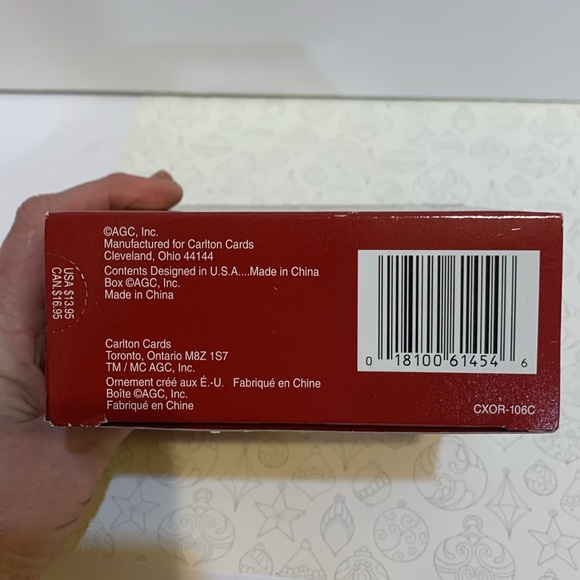 ©AGC, Inc.
Manufactured for Carlton Cards
Cleveland, Ohio 44144
Contents Designed in U.S.A....Made in China
Box ©AGC, Inc.
Made in China
USA $13.95
CAN $16.95
Carlton Cards
Toronto, Ontario M8Z 1S7
TM / MC AGC, Inc.
Ornement créé aux É.-U. Fabriqué en Chine
Boîte ©AGC, Inc.
Fabriqué en Chine
0 18100 61454 6
CXOR-106C